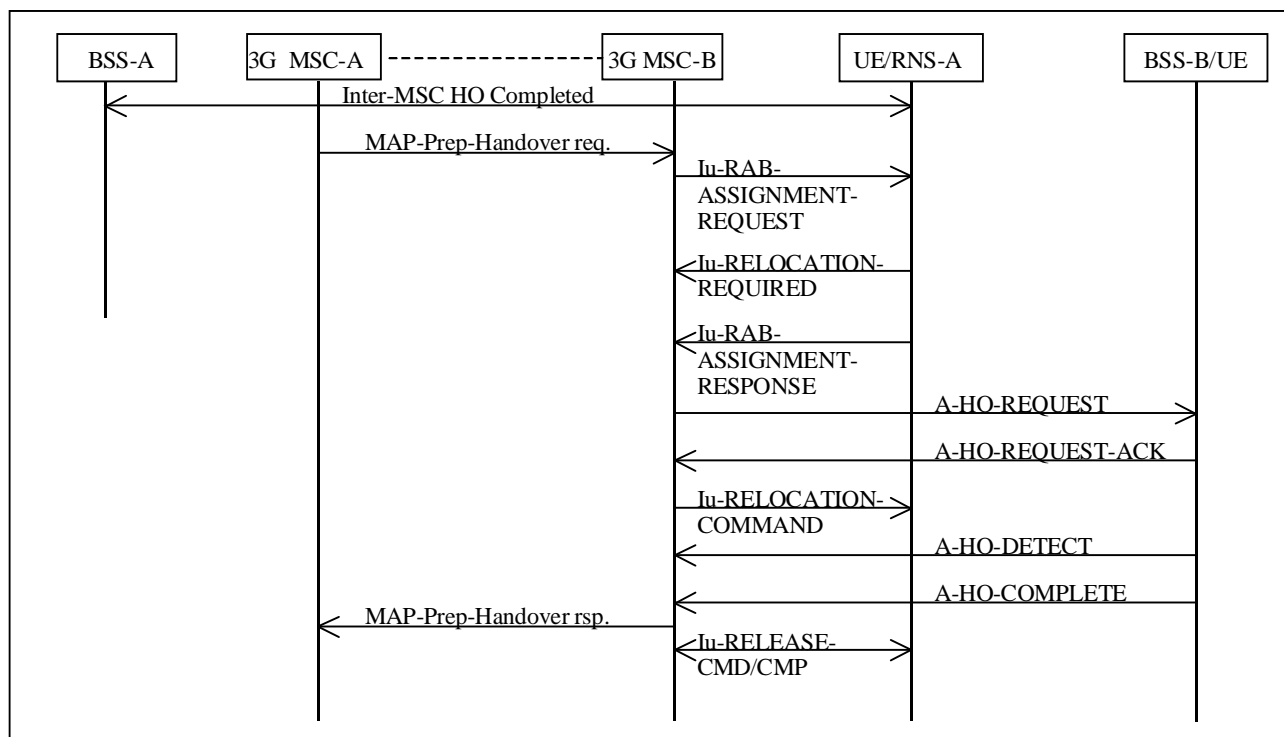 BSS-A
3G MSC-A
3G MSC-B
UE/RNS-A
BSS-B/UE
Inter-MSC HO Completed
MAP-Prep-Handover req.
Iu-RAB-
ASSIGNMENT-
REQUEST
Iu-RELOCATION-
REQUIRED
Iu-RAB-
ASSIGNMENT-
RESPONSE
A-HO-REQUEST
A-HO-REQUEST-ACK
Iu-RELOCATION-
COMMAND
A-HO-DETECT
A-HO-COMPLETE
MAP-Prep-Handover rsp.
Iu-RELEASE-
CMD/CMP